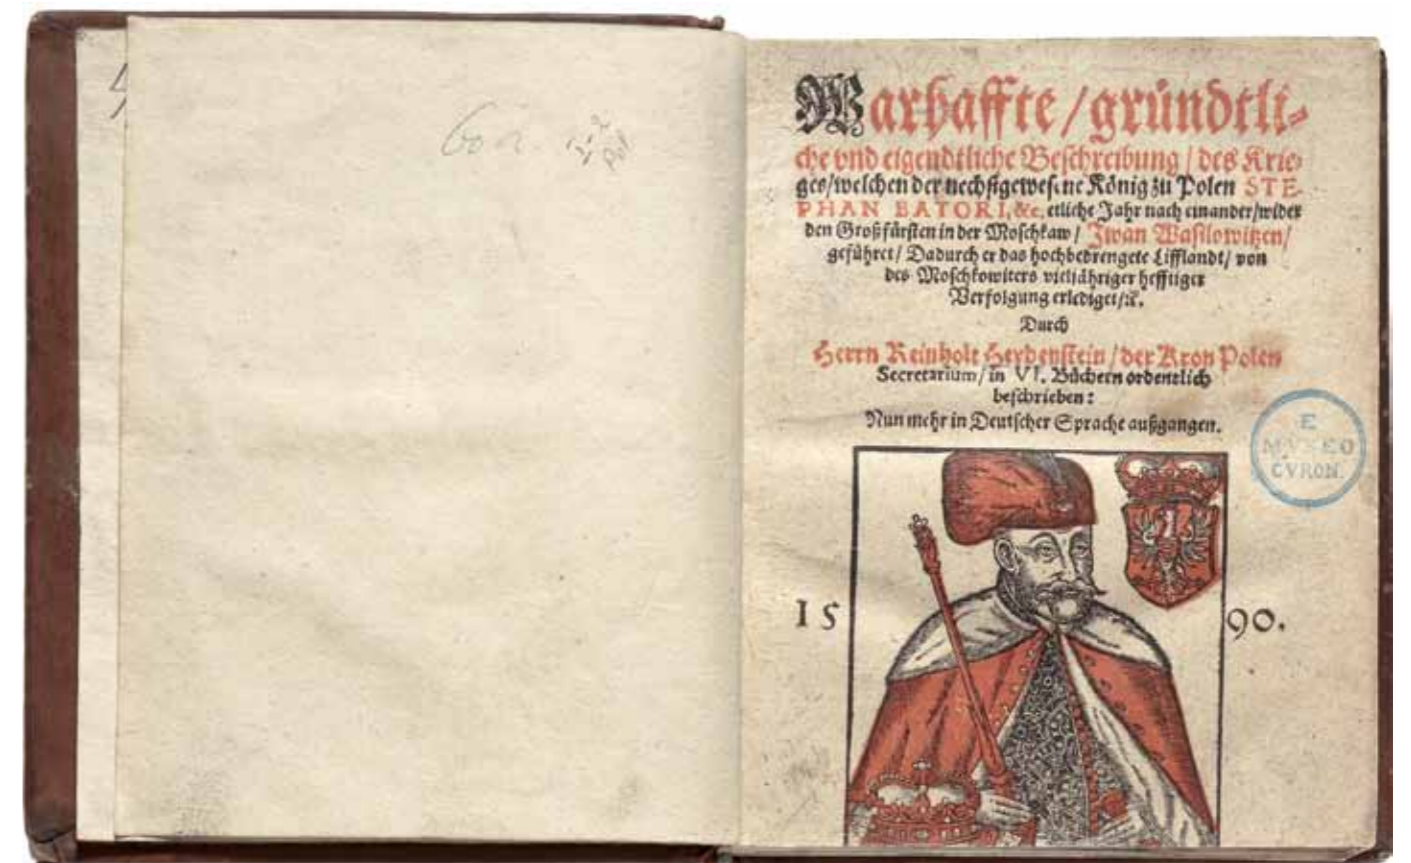 60 2.
Warhaffte / gründtli-
che vnd eigendtliche Beschreibung / des Krie-
ges/welchen der nechstgewesene König zu Polen STE-
PHAN BATORI, &c. etliche Jahr nach einander/wider
den Großfürsten in der Moschkaw / Iwan Wasilowitzen /
geführet / Dadurch er das hochbedrengete Lifflandt / von
des Moschkowiters vieljähriger hefftiger
Verfolgung erlediget/ꝛc.
Durch
Herrn Reinholt Heydenstein / der Kron Polen
Secretarium / in VI. Büchern ordentlich
beschrieben :
Nun mehr in Deutscher Sprache außgangen.
E
MVSEO
CVRON.
15 90.